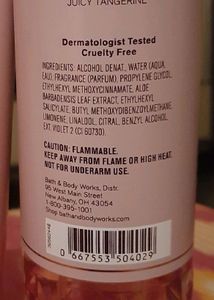 JUICY TANGERINE
Dermatologist Tested
Cruelty Free
INGREDIENTS: ALCOHOL DENAT., WATER (AQUA,
EAU), FRAGRANCE (PARFUM), PROPYLENE GLYCOL,
ETHYLHEXYL METHOXYCINNAMATE, ALOE
BARBADENSIS LEAF EXTRACT, ETHYLHEXYL
SALICYLATE, BUTYL METHOXYDIBENZOYLMETHANE,
LIMONENE, LINALOOL, CITRAL, BENZYL ALCOHOL,
EXT. VIOLET 2 (CI 60730).
CAUTION: FLAMMABLE.
KEEP AWAY FROM FLAME OR HIGH HEAT.
NOT FOR UNDERARM USE.
Bath & Body Works, Distr.
95 West Main Street
New Albany, OH 43054
1-800-395-1001
Shop bathandbodyworks.com
0 667553 504029